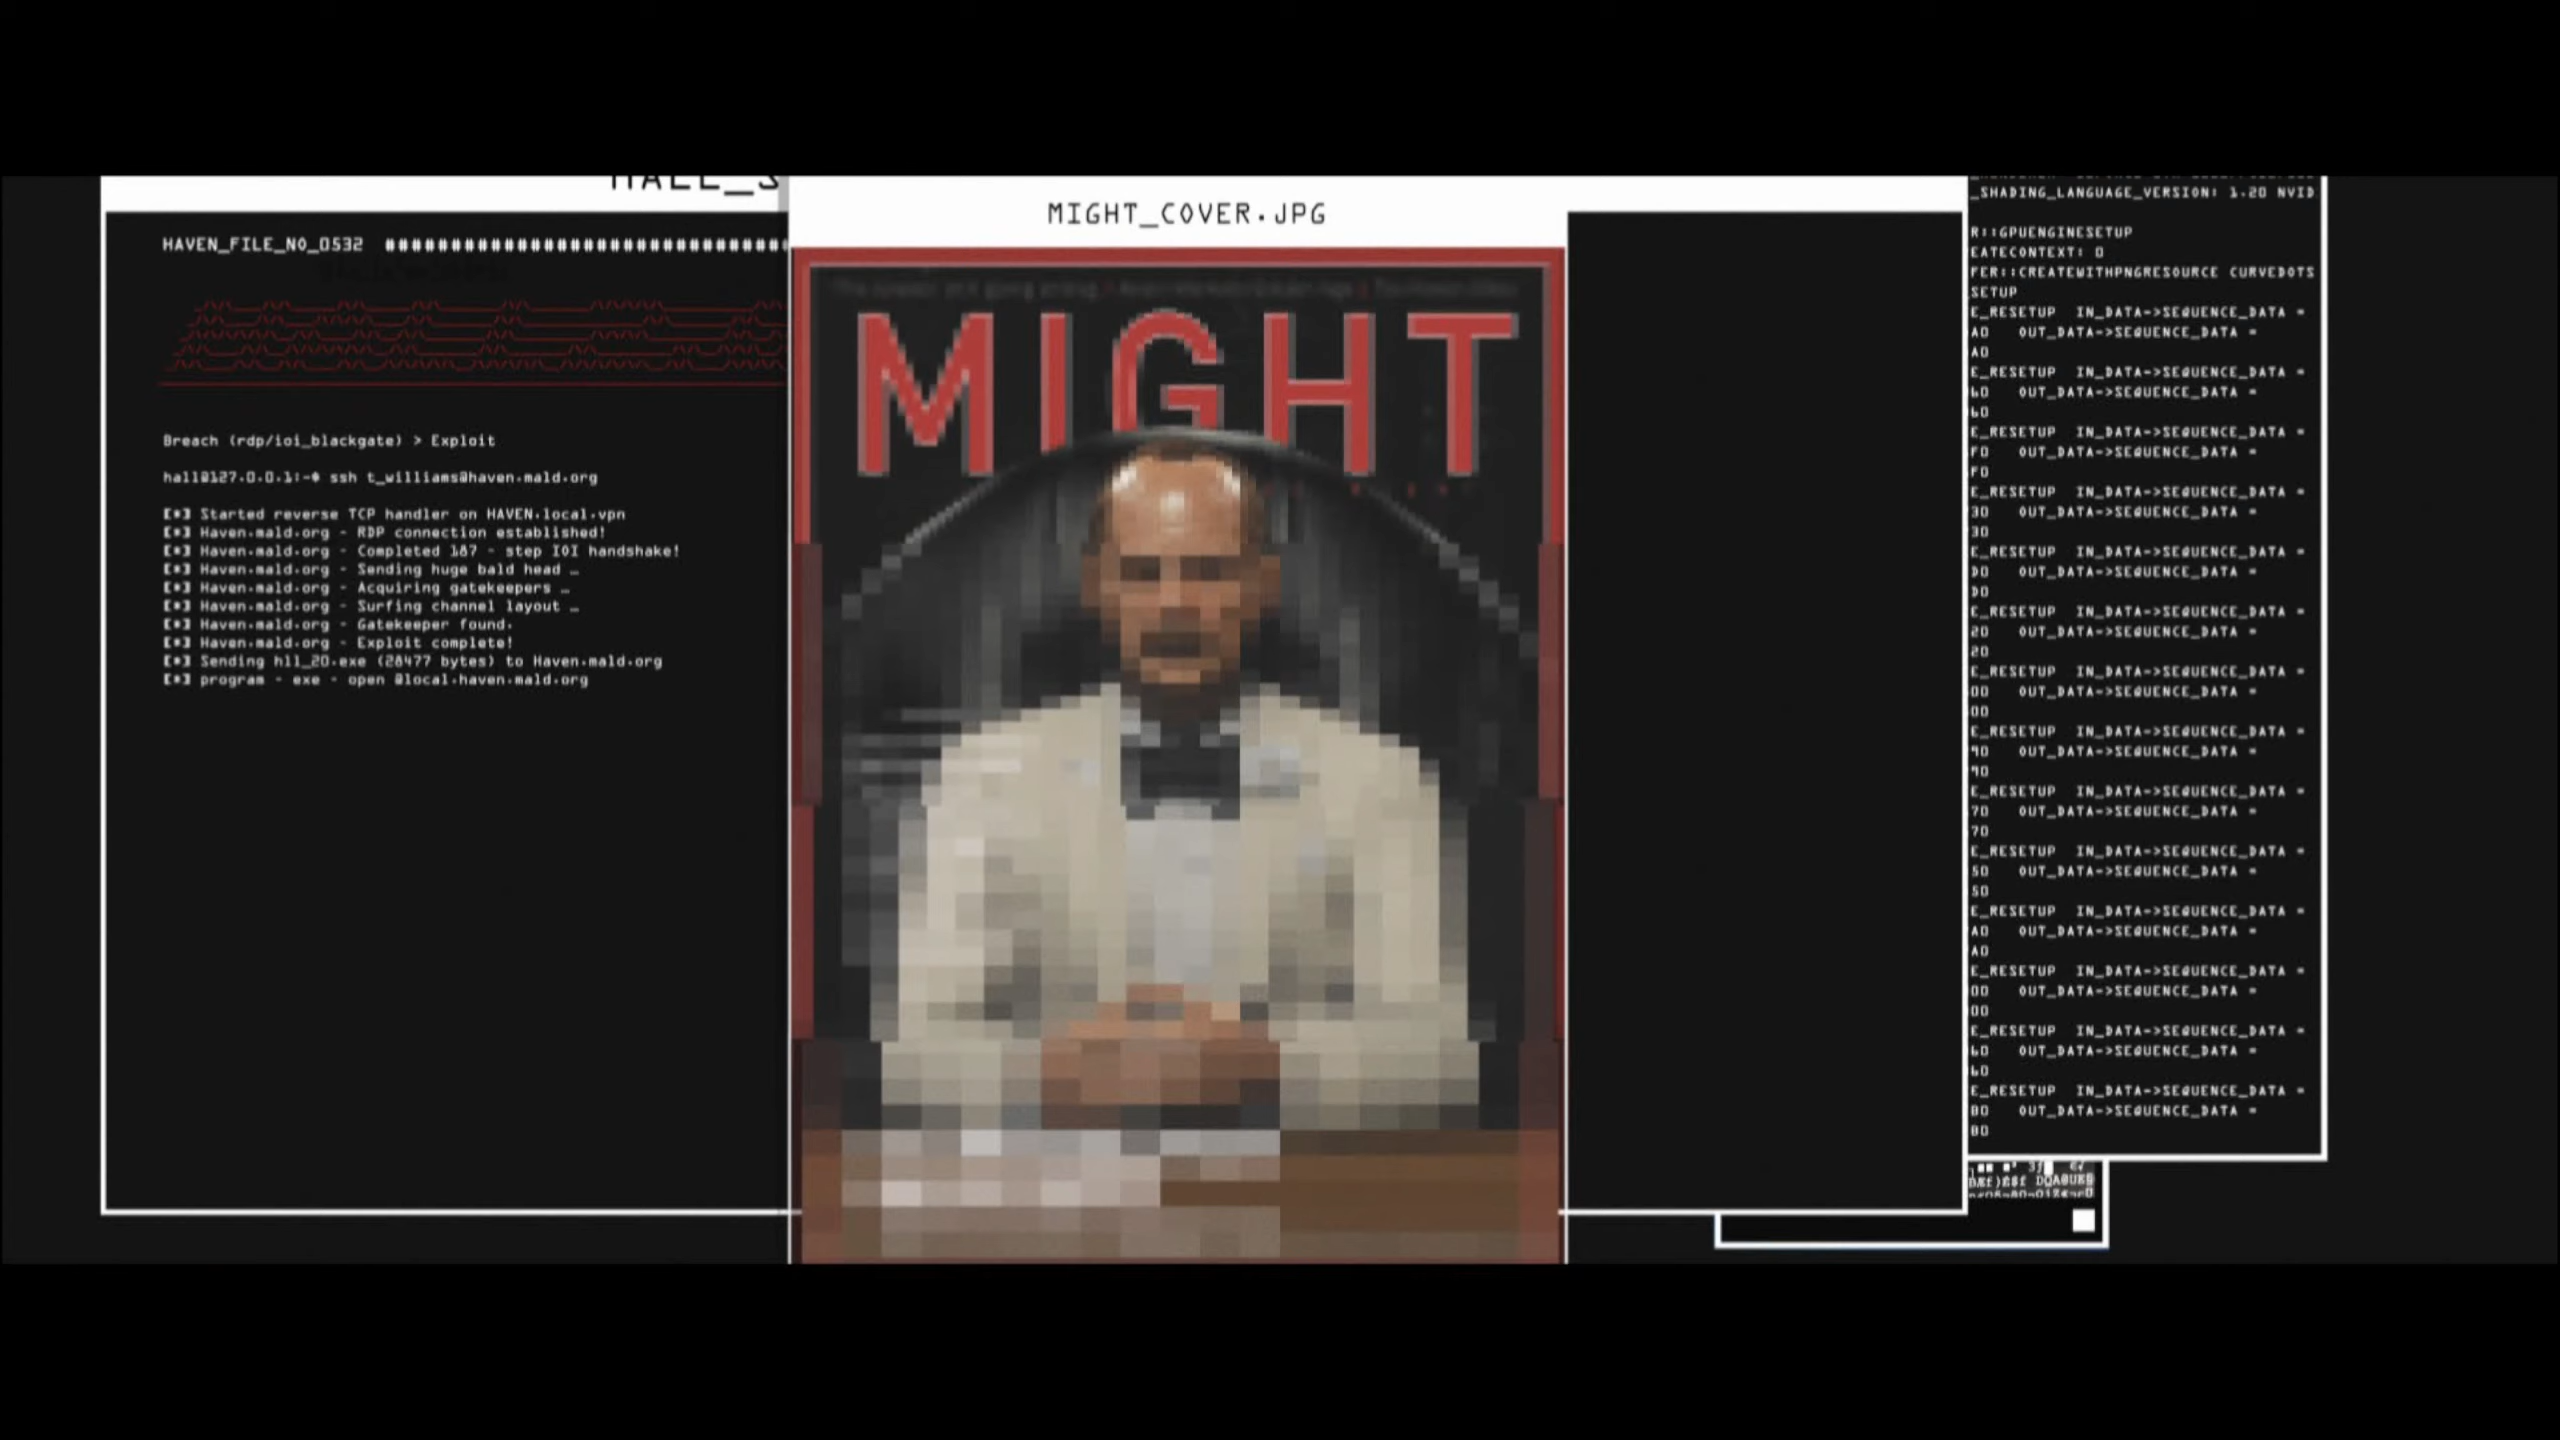 HALL_S
HAVEN_FILE_NO_0532 ##############################
Breach (rdp/ioi_blackgate) > Exploit
hall@127.0.0.1:~$ ssh t_williams@haven.mald.org
[*] Started reverse TCP handler on HAVEN.local.vpn
[*] Haven.mald.org - RDP connection established!
[*] Haven.mald.org - Completed 187 - step IOI handshake!
[*] Haven.mald.org - Sending huge bald head …
[*] Haven.mald.org - Acquiring gatekeepers …
[*] Haven.mald.org - Surfing channel layout …
[*] Haven.mald.org - Gatekeeper found.
[*] Haven.mald.org - Exploit complete!
[*] Sending hll_20.exe (28477 bytes) to Haven.mald.org
[*] program - exe - open @local.haven.mald.org
MIGHT_COVER.JPG
MIGHT
_SHADING_LANGUAGE_VERSION: 1.20 NVID
R::GPUENGINESETUP
EATECONTEXT: 0
FER::CREATEWITHPNGRESOURCE CURVEDOTS
SETUP
E_RESETUP IN_DATA->SEQUENCE_DATA =
A0 OUT_DATA->SEQUENCE_DATA =
A0
E_RESETUP IN_DATA->SEQUENCE_DATA =
60 OUT_DATA->SEQUENCE_DATA =
60
E_RESETUP IN_DATA->SEQUENCE_DATA =
F0 OUT_DATA->SEQUENCE_DATA =
F0
E_RESETUP IN_DATA->SEQUENCE_DATA =
30 OUT_DATA->SEQUENCE_DATA =
30
E_RESETUP IN_DATA->SEQUENCE_DATA =
D0 OUT_DATA->SEQUENCE_DATA =
D0
E_RESETUP IN_DATA->SEQUENCE_DATA =
20 OUT_DATA->SEQUENCE_DATA =
20
E_RESETUP IN_DATA->SEQUENCE_DATA =
00 OUT_DATA->SEQUENCE_DATA =
00
E_RESETUP IN_DATA->SEQUENCE_DATA =
90 OUT_DATA->SEQUENCE_DATA =
90
E_RESETUP IN_DATA->SEQUENCE_DATA =
70 OUT_DATA->SEQUENCE_DATA =
70
E_RESETUP IN_DATA->SEQUENCE_DATA =
50 OUT_DATA->SEQUENCE_DATA =
50
E_RESETUP IN_DATA->SEQUENCE_DATA =
A0 OUT_DATA->SEQUENCE_DATA =
A0
E_RESETUP IN_DATA->SEQUENCE_DATA =
00 OUT_DATA->SEQUENCE_DATA =
00
E_RESETUP IN_DATA->SEQUENCE_DATA =
60 OUT_DATA->SEQUENCE_DATA =
60
E_RESETUP IN_DATA->SEQUENCE_DATA =
B0 OUT_DATA->SEQUENCE_DATA =
B0